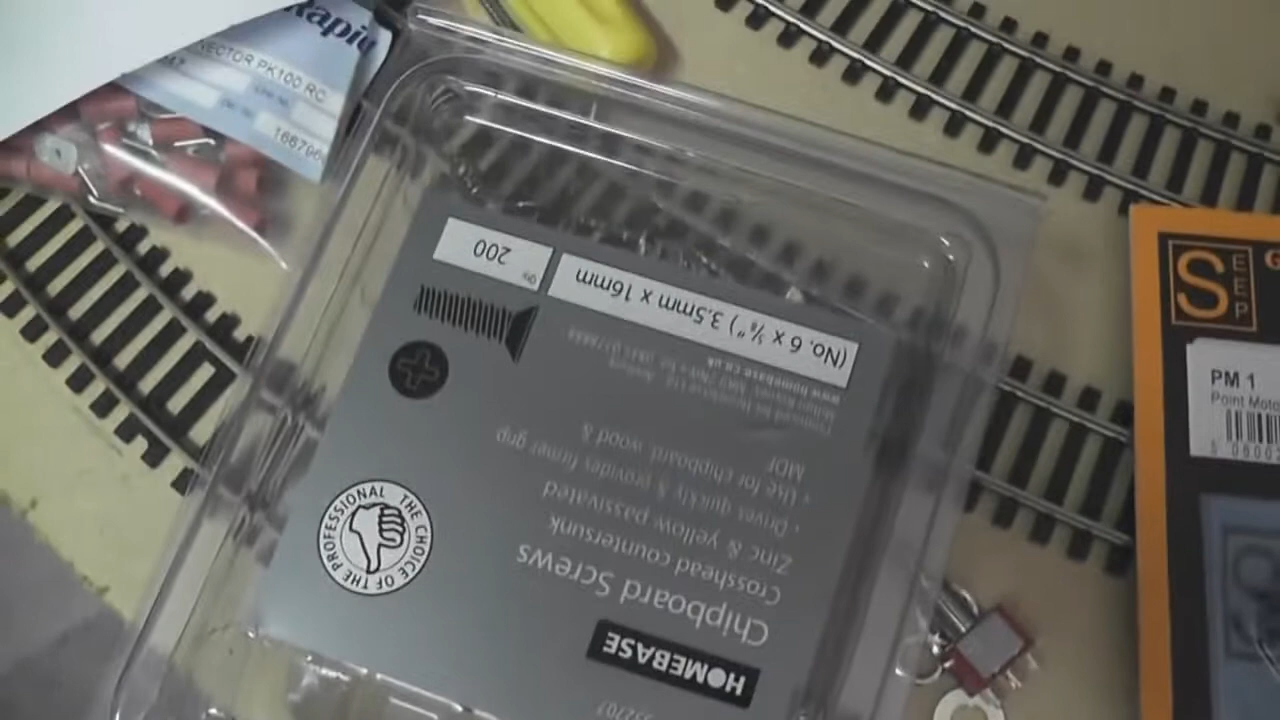 Rapid
VECTOR PK100 RC
166796
HOMEBASE
Chipboard Screws
Crosshead countersunk
Zinc & yellow passivated
• Drives quickly & provides firmer grip
• Use for chipboard, wood &
MDF
www.homebase.co.uk
(No. 6 x ⅝") 3.5mm x 16mm
Qty
200
THE CHOICE OF THE PROFESSIONAL
SEEP
PM 1
Point Moto